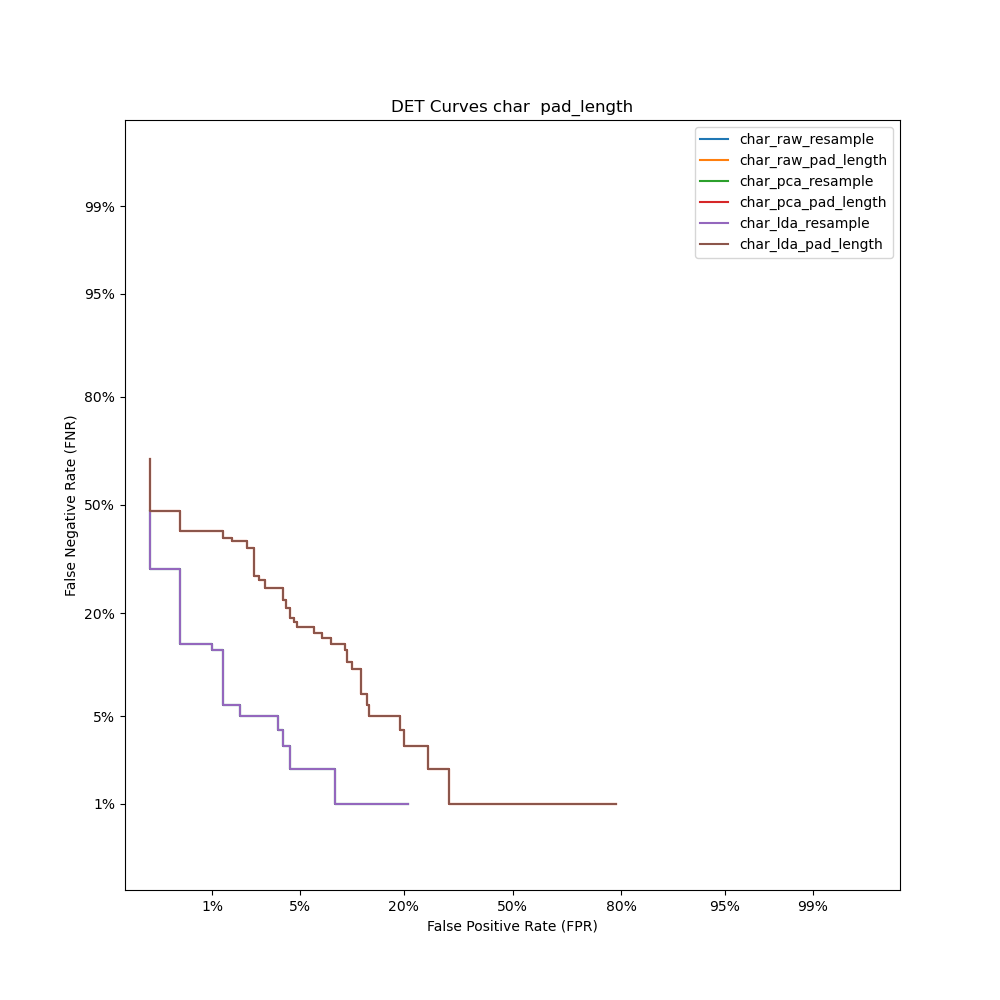 DET Curves char  pad_length
char_raw_resample
char_raw_pad_length
char_pca_resample
char_pca_pad_length
char_lda_resample
char_lda_pad_length
99%
95%
80%
50%
20%
5%
1%
False Negative Rate (FNR)
1% 5% 20% 50% 80% 95% 99%
False Positive Rate (FPR)